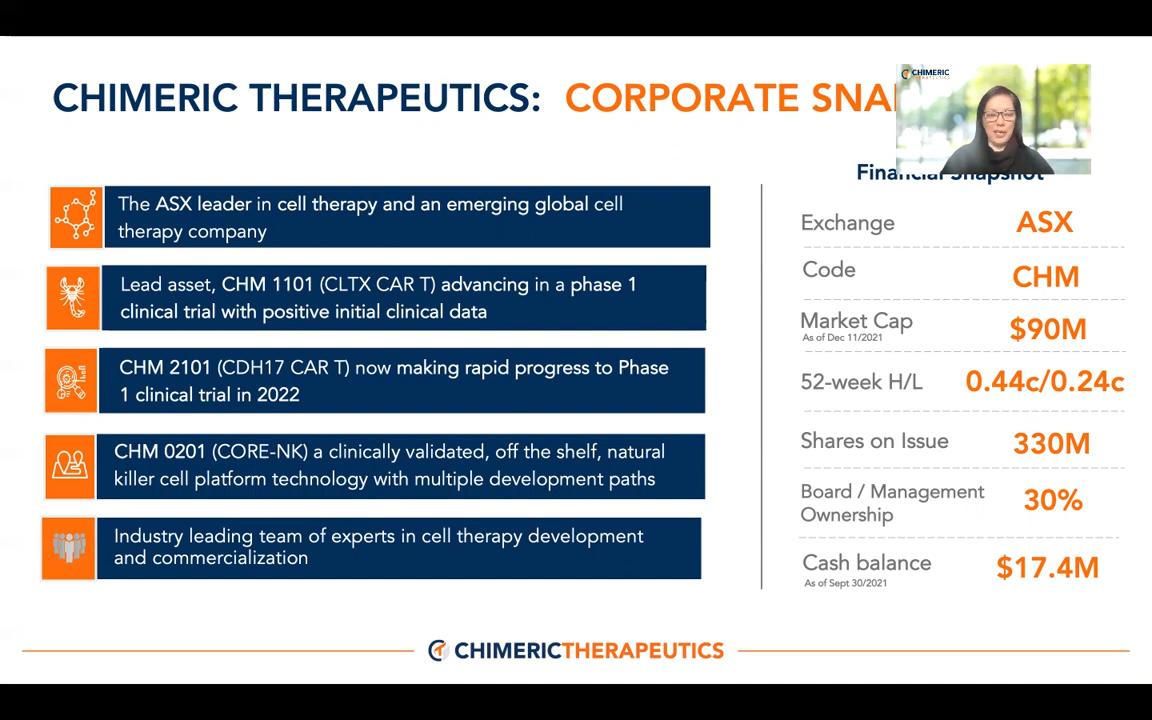 CHIMERIC THERAPEUTICS: CORPORATE SNA
CHIMERIC
THERAPEUTICS
The ASX leader in cell therapy and an emerging global cell
therapy company
Lead asset, CHM 1101 (CLTX CAR T) advancing in a phase 1
clinical trial with positive initial clinical data
CHM 2101 (CDH17 CAR T) now making rapid progress to Phase
1 clinical trial in 2022
CHM 0201 (CORE-NK) a clinically validated, off the shelf, natural
killer cell platform technology with multiple development paths
Industry leading team of experts in cell therapy development
and commercialization
Financial Snapshot
Exchange ASX
Code CHM
Market Cap $90M
As of Dec 11/2021
52-week H/L 0.44c/0.24c
Shares on Issue 330M
Board / Management
Ownership 30%
Cash balance $17.4M
As of Sept 30/2021
CHIMERICTHERAPEUTICS